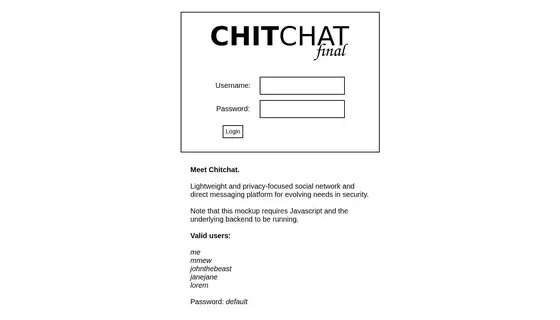 CHITCHAT
final
Username:
Password:
Login
Meet Chitchat.
Lightweight and privacy-focused social network and
direct messaging platform for evolving needs in security.
Note that this mockup requires Javascript and the
underlying backend to be running.
Valid users:
me
mmew
johnthebeast
janejane
lorem
Password: default